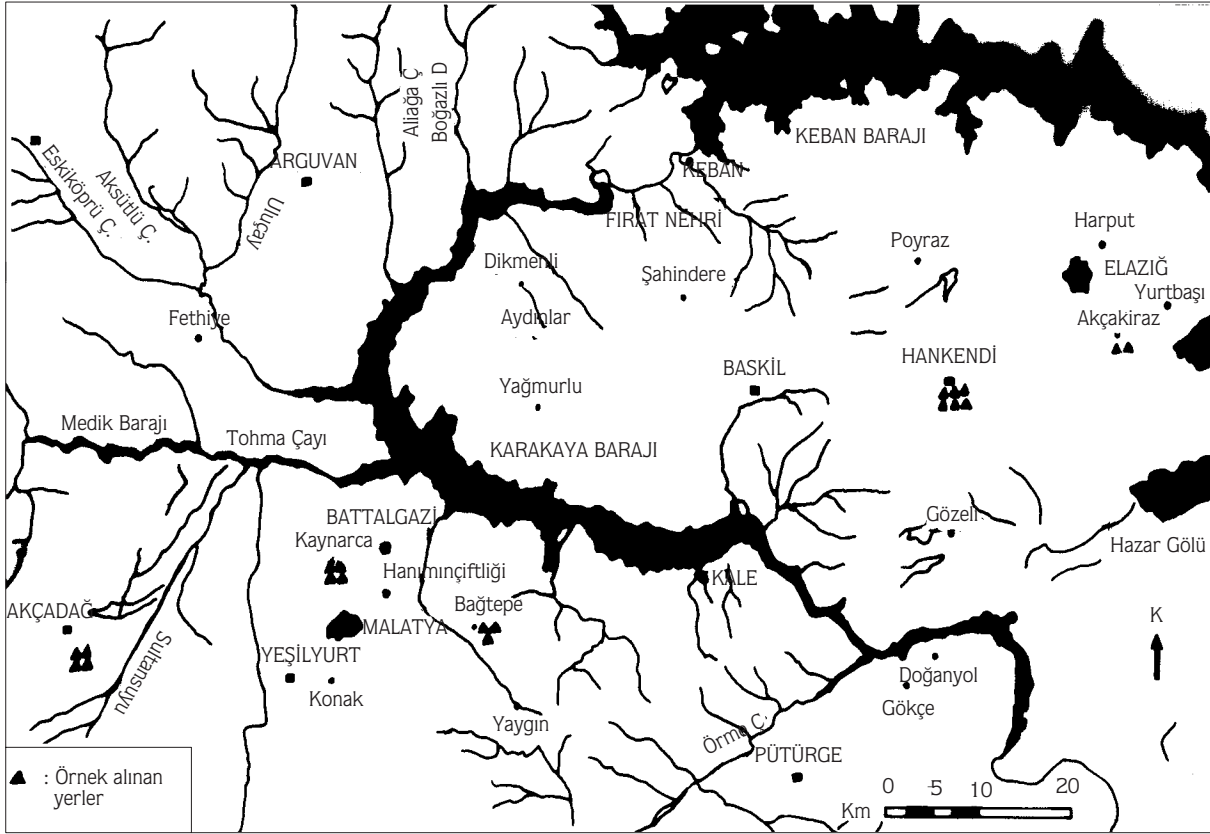 KEBAN BARAJI
Aliağa Ç
Boğazlı D
Eskiköprü Ç.
Aksütlü Ç.
ARGUVAN
Uluçay
KEBAN
FIRAT NEHRİ
Harput
Poyraz
ELAZIĞ
Dikmenli
Şahindere
Yurtbaşı
Fethiye
Aydınlar
Akçakiraz
HANKENDİ
BASKİL
Yağmurlu
Medik Barajı
Tohma Çayı
KARAKAYA BARAJI
BATTALGAZİ
Kaynarca
Gözeli
Hazar Gölü
Hanımınçiftliği
KALE
AKÇADAĞ
Bağtepe
MALATYA
K
Sultansuyu
YEŞİLYURT
Konak
Doğanyol
Gökçe
Yaygın
Örme Ç.
PÜTÜRGE
: Örnek alınan
yerler
0 5 10 20
Km